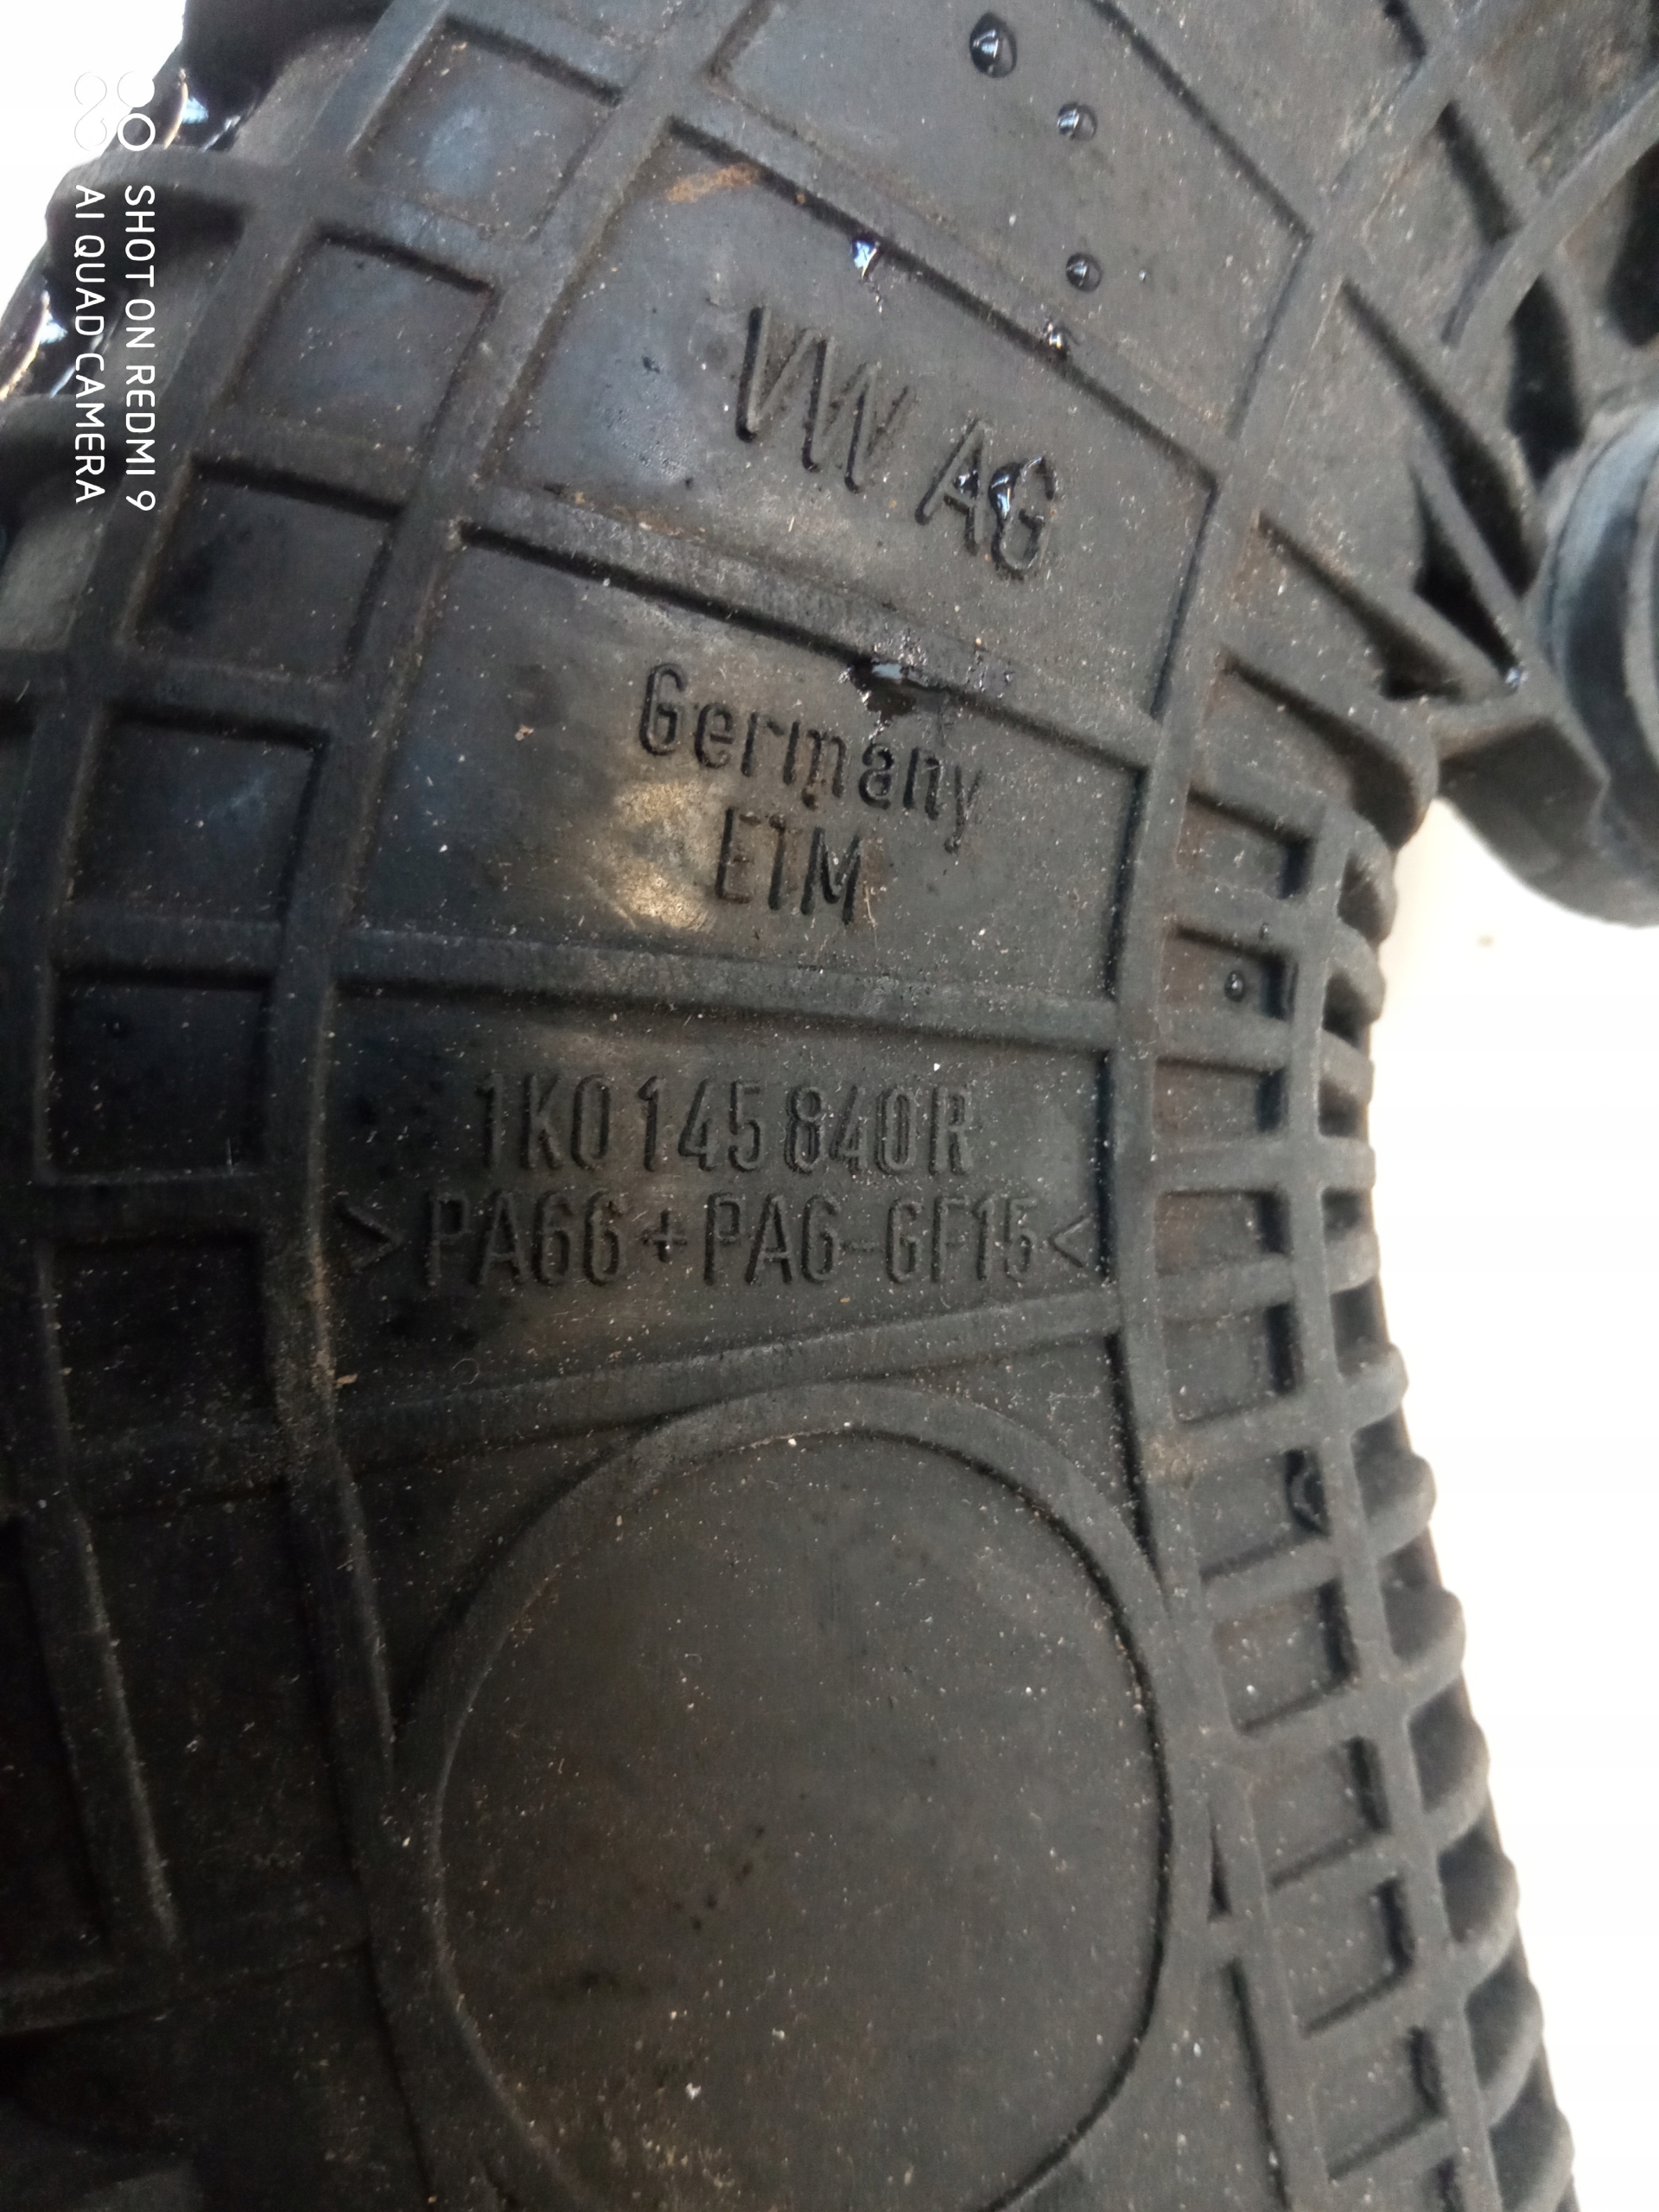 VW AG
Germany
ETM
1K0 145 840 R
>PA66+PA6-GF15<
SHOT ON REDMI 9
AI QUAD CAMERA